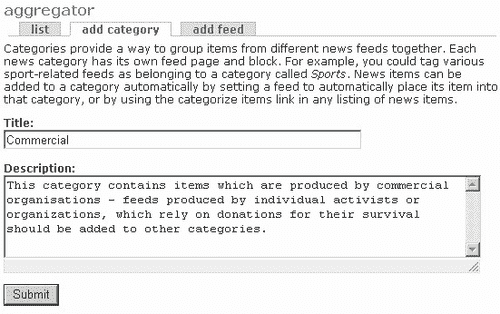 aggregator
list add category add feed
Categories provide a way to group items from different news feeds together. Each
news category has its own feed page and block. For example, you could tag various
sport-related feeds as belonging to a category called Sports. News items can be
added to a category automatically by setting a feed to automatically place its item into
that category, or by using the categorize items link in any listing of news items.
Title:
Commercial
Description:
This category contains items which are produced by commercial
organisations - feeds produced by individual activists or
organizations, which rely on donations for their survival
should be added to other categories.
Submit